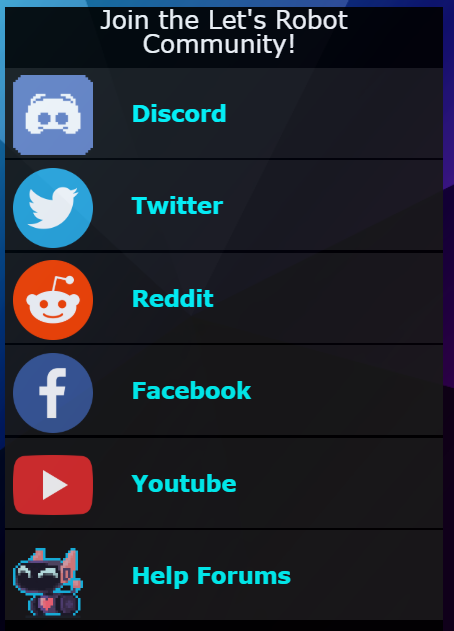 Join the Let's Robot
Community!
Discord
Twitter
Reddit
Facebook
Youtube
Help Forums